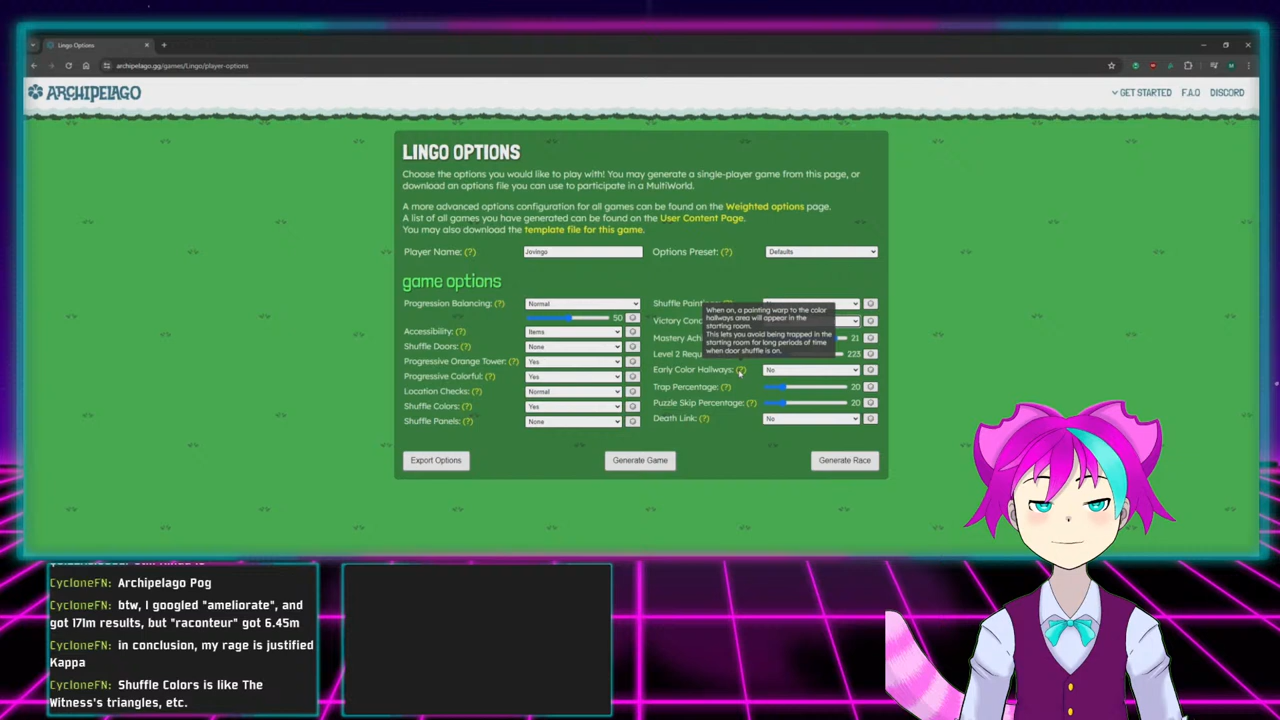 Lingo Options
archipelago.gg/games/Lingo/player-options
ARCHIPELAGO
GET STARTED F.A.Q DISCORD
LINGO OPTIONS
Choose the options you would like to play with! You may generate a single-player game from this page, or
download an options file you can use to participate in a MultiWorld.
A more advanced options configuration for all games can be found on the Weighted options page.
A list of all games you have generated can be found on the User Content Page.
You may also download the template file for this game.
Player Name: (?) Jovingo Options Preset: (?) Defaults
game options
Progression Balancing: (?) Normal
50
Accessibility: (?) Items
Shuffle Doors: (?) None
Progressive Orange Tower: (?) Yes
Progressive Colorful: (?) Yes
Location Checks: (?) Normal
Shuffle Colors: (?) Yes
Shuffle Panels: (?) None
Shuffle
Victory
Mastery 21
Level 2 223
When on, a painting warp to the color
hallways area will appear in the
starting room.
This lets you avoid being trapped in the
starting room for long periods of time
when door shuffle is on.
Early Color Hallways: (?) No
Trap Percentage: (?) 20
Puzzle Skip Percentage: (?) 20
Death Link: (?) No
Export Options Generate Game Generate Race
CycloneFN: Archipelago Pog
CycloneFN: btw, I googled "ameliorate", and
got 171m results, but "raconteur" got 6.45m
CycloneFN: in conclusion, my rage is justified
Kappa
CycloneFN: Shuffle Colors is like The
Witness's triangles, etc.